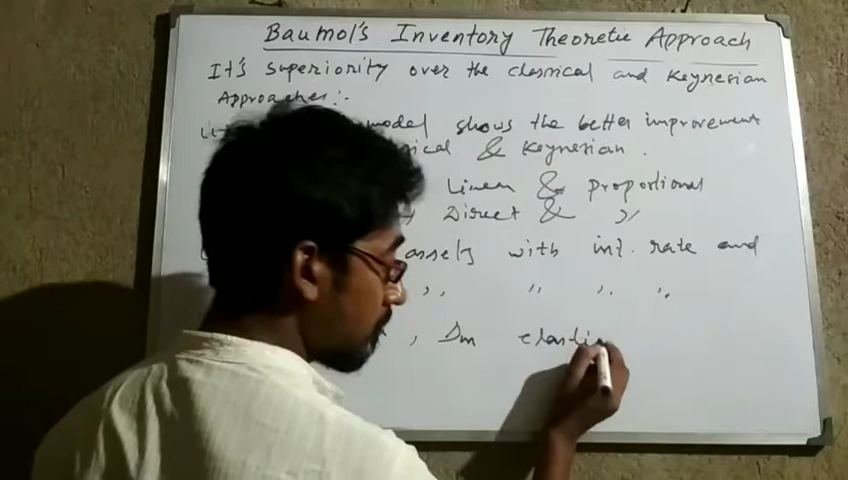 Baumol's Inventory Theoretic Approach
It's superiority over the classical and Keynesian
Approaches:-
model shows the better improvement
& Keynesian .
Linear & proportional
Direct & ,,
assets with int. rate and
,, ,, ,, ,,
, Dm elasti